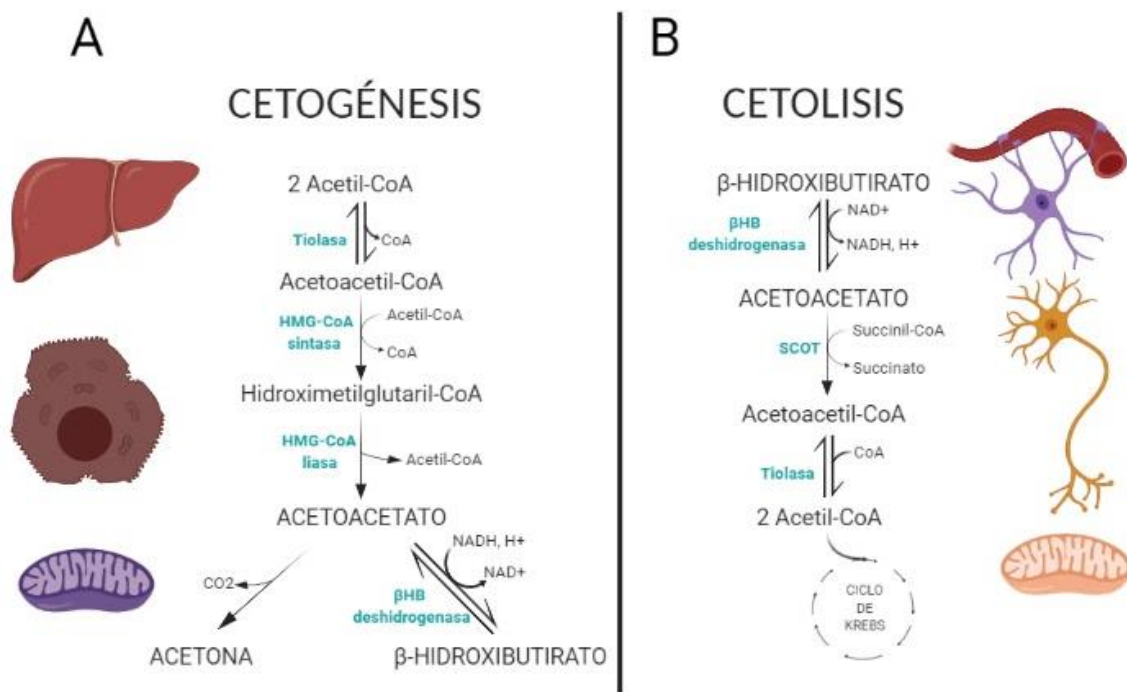 A
CETOGÉNESIS
2 Acetil-CoA
Tiolasa
CoA
Acetoacetil-CoA
HMG-CoA
sintasa
Acetil-CoA
CoA
Hidroximetilglutaril-CoA
HMG-CoA
liasa
Acetil-CoA
ACETOACETATO
CO2
NADH, H+
NAD+
βHB
deshidrogenasa
ACETONA
β-HIDROXIBUTIRATO
B
CETOLISIS
β-HIDROXIBUTIRATO
βHB
deshidrogenasa
NAD+
NADH, H+
ACETOACETATO
SCOT
Succinil-CoA
Succinato
Acetoacetil-CoA
Tiolasa
CoA
2 Acetil-CoA
CICLO
DE
KREBS